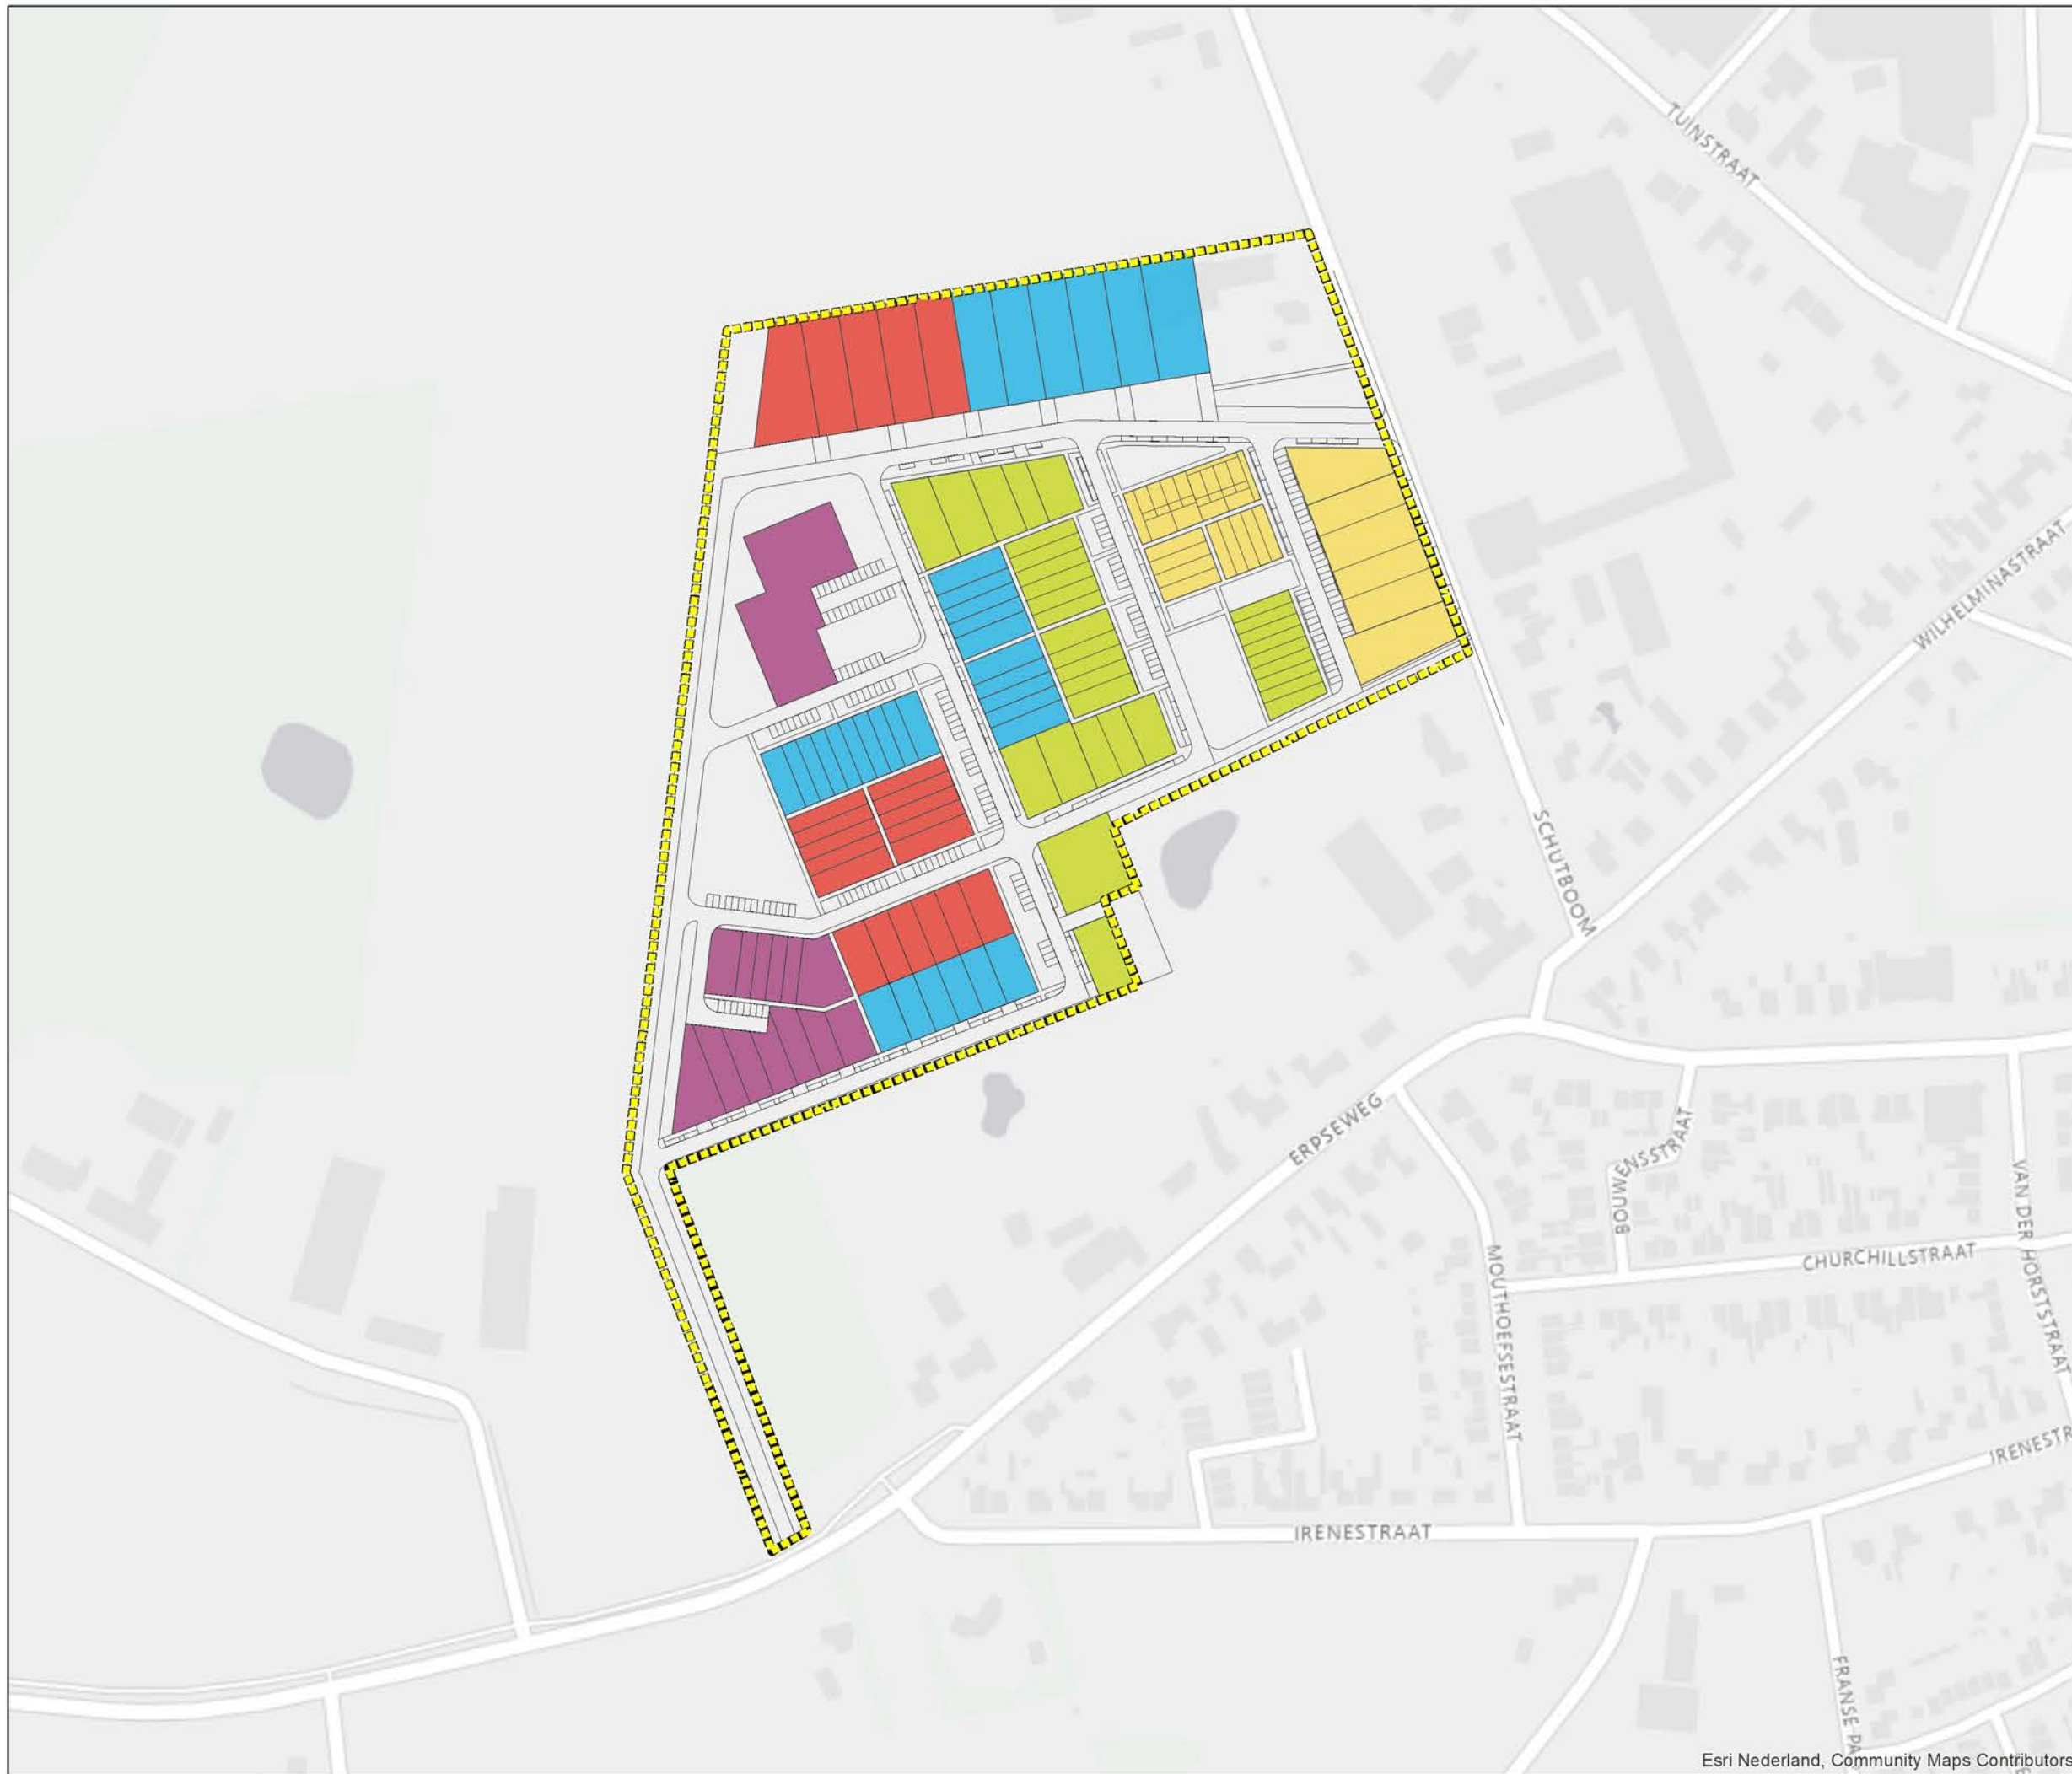 TUINSTRAAT
WILHELMINASTRAAT
SCHUTBOOM
ERPSEWEG
BOUWENSSTRAAT
VAN DER HORSTSTRAAT
CHURCHILLSTRAAT
MOUTHOEFSESTRAAT
IRENESTR
IRENESTRAAT
FRANSE PA
Esri Nederland, Community Maps Contributors